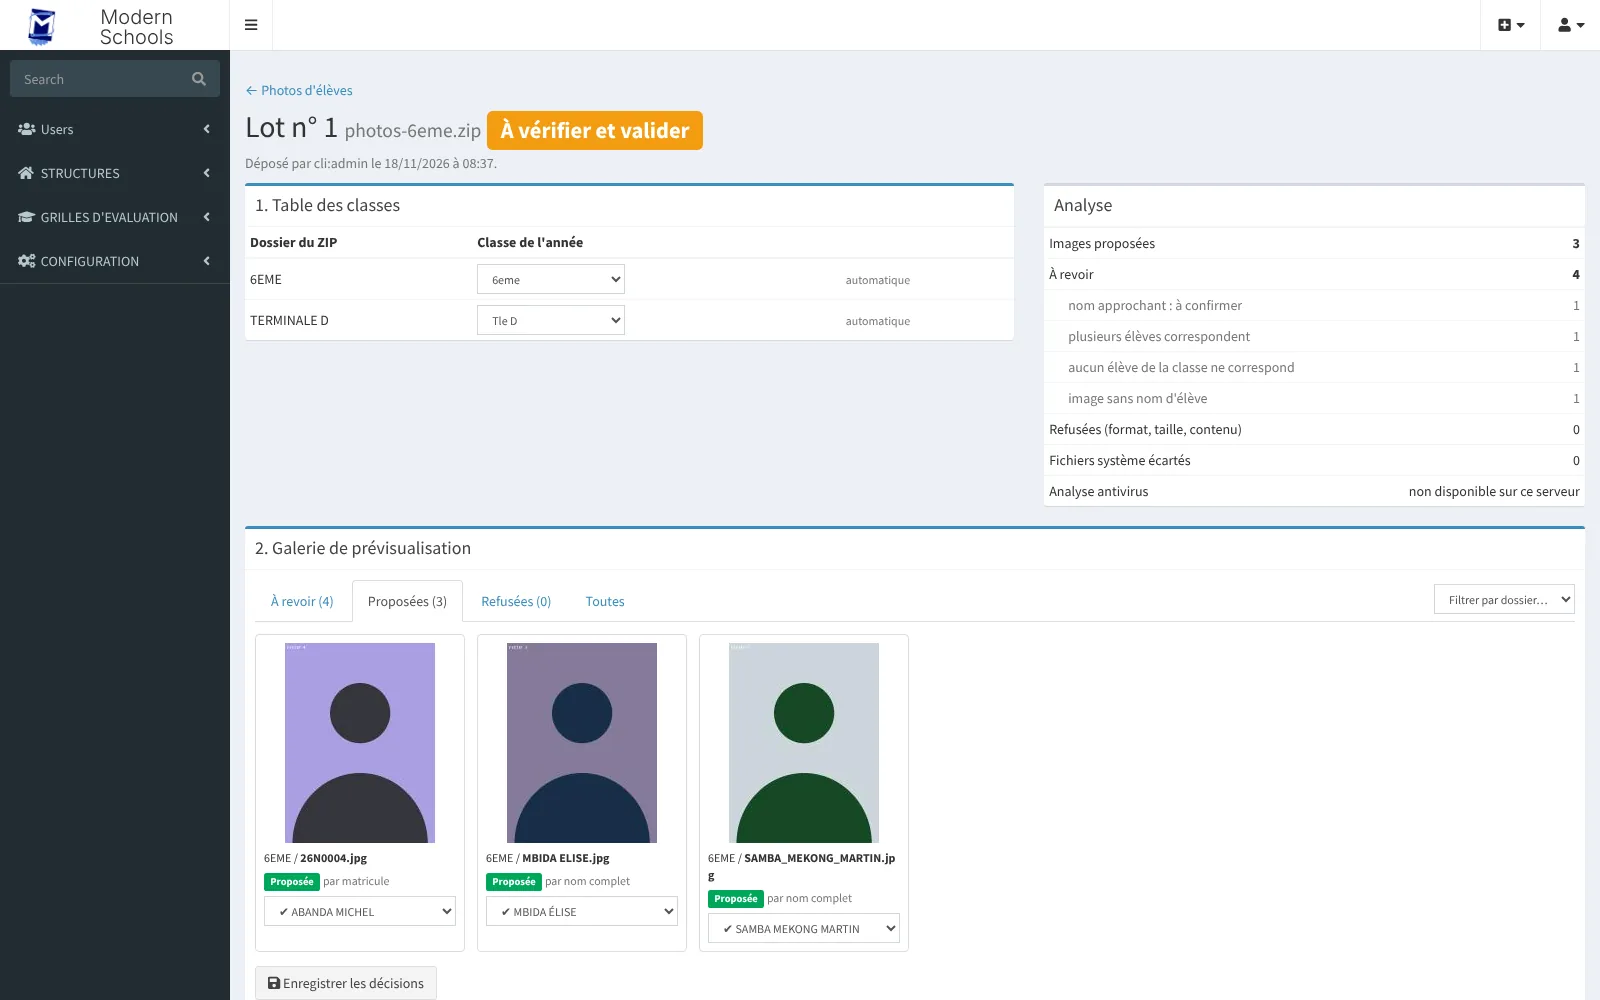 Modern
Schools
Search
Users
STRUCTURES
GRILLES D'EVALUATION
CONFIGURATION
← Photos d'élèves
Lot n° 1 photos-6eme.zip À vérifier et valider
Déposé par cli:admin le 18/11/2026 à 08:37.
1. Table des classes
Dossier du ZIP Classe de l'année
6EME 6eme automatique
TERMINALE D Tle D automatique
Analyse
Images proposées 3
À revoir 4
nom approchant : à confirmer 1
plusieurs élèves correspondent 1
aucun élève de la classe ne correspond 1
image sans nom d'élève 1
Refusées (format, taille, contenu) 0
Fichiers système écartés 0
Analyse antivirus non disponible sur ce serveur
2. Galerie de prévisualisation
À revoir (4) Proposées (3) Refusées (0) Toutes Filtrer par dossier...
6EME / 26N0004.jpg
Proposée par matricule
✔ ABANDA MICHEL
6EME / MBIDA ELISE.jpg
Proposée par nom complet
✔ MBIDA ÉLISE
6EME / SAMBA_MEKONG_MARTIN.jp
g
Proposée par nom complet
✔ SAMBA MEKONG MARTIN
Enregistrer les décisions